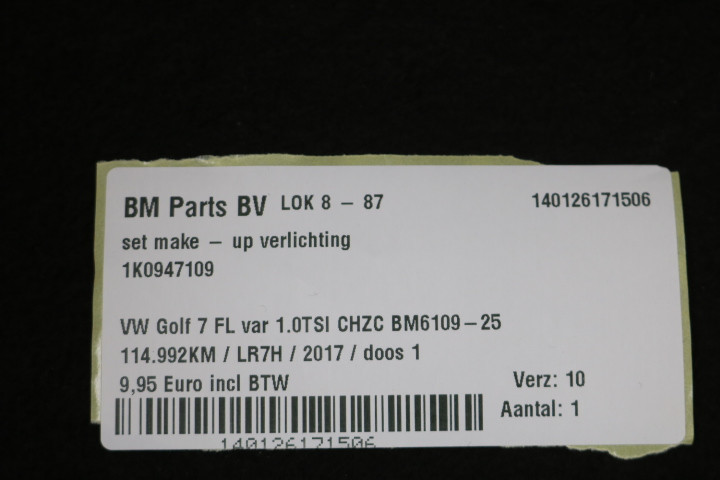 BM Parts BV LOK 8 - 87 140126171506
set make - up verlichting
1K0947109
VW Golf 7 FL var 1.0TSI CHZC BM6109-25
114.992KM / LR7H / 2017 / doos 1
9,95 Euro incl BTW Verz: 10
Aantal: 1
140126171506